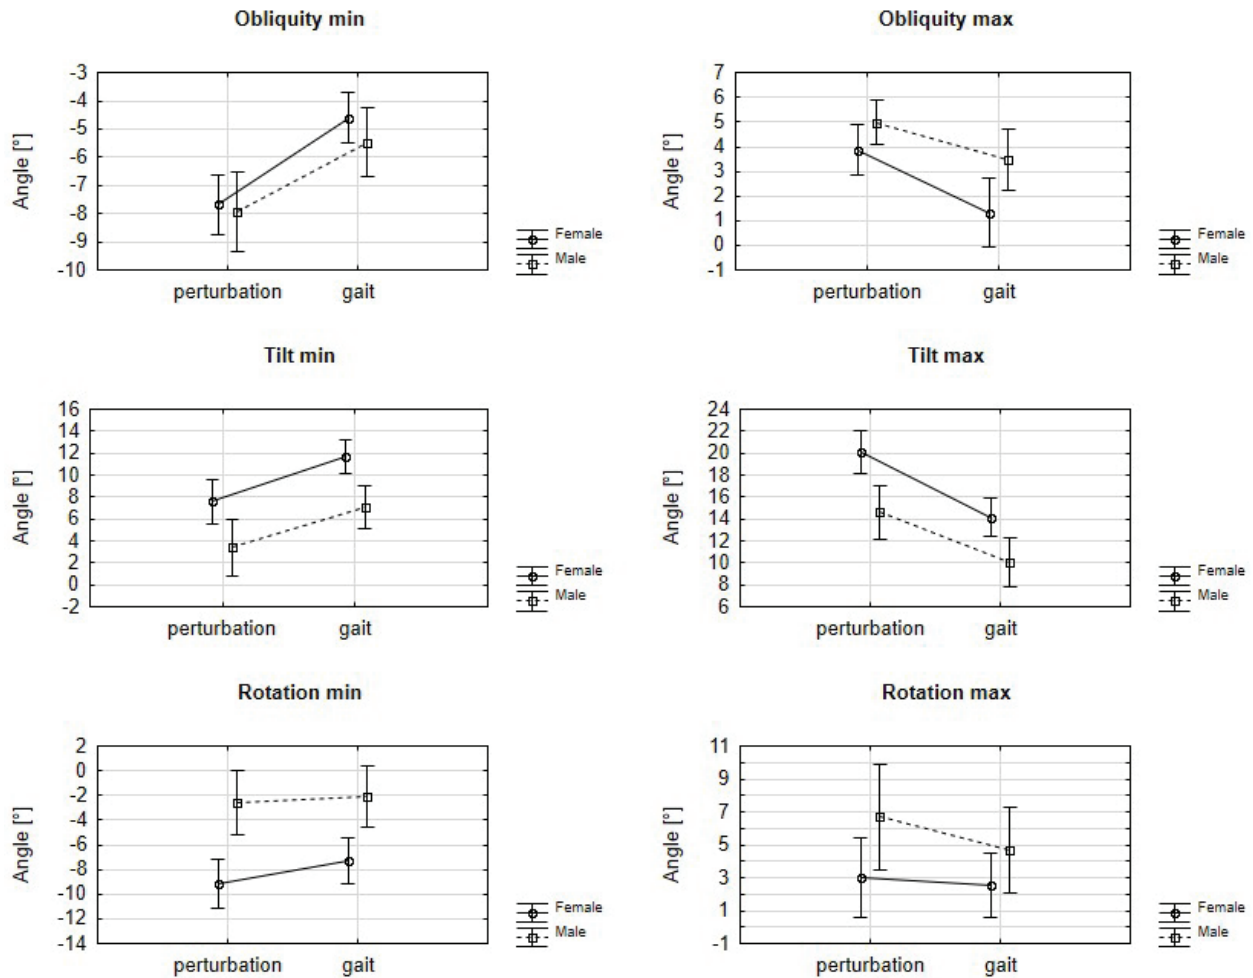 Obliquity min
Angle [°]
-3
-4
-5
-6
-7
-8
-9
-10
perturbation gait
Female
Male
Obliquity max
Angle [°]
7
6
5
4
3
2
1
0
-1
perturbation gait
Female
Male
Tilt min
Angle [°]
16
14
12
10
8
6
4
2
0
-2
perturbation gait
Female
Male
Tilt max
Angle [°]
24
22
20
18
16
14
12
10
8
6
perturbation gait
Female
Male
Rotation min
Angle [°]
2
0
-2
-4
-6
-8
-10
-12
-14
perturbation gait
Female
Male
Rotation max
Angle [°]
11
9
7
5
3
1
-1
perturbation gait
Female
Male